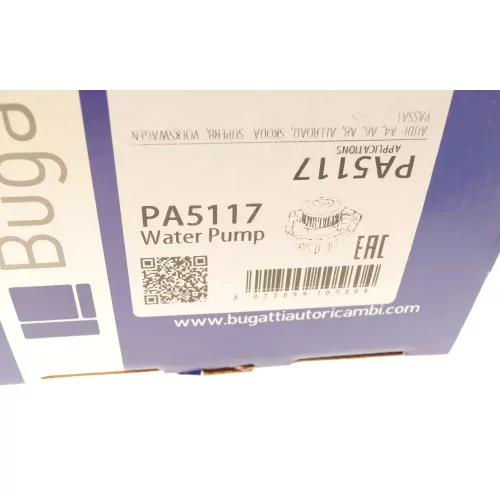 Buga
PA5117
APPLICATIONS
AUDI: A4, A6, A8, ALLROAD, SKODA SUPERB, VOLKSWAGEN
PASSAT
PA5117
Water Pump
EAC
www.bugattiautoricambi.com